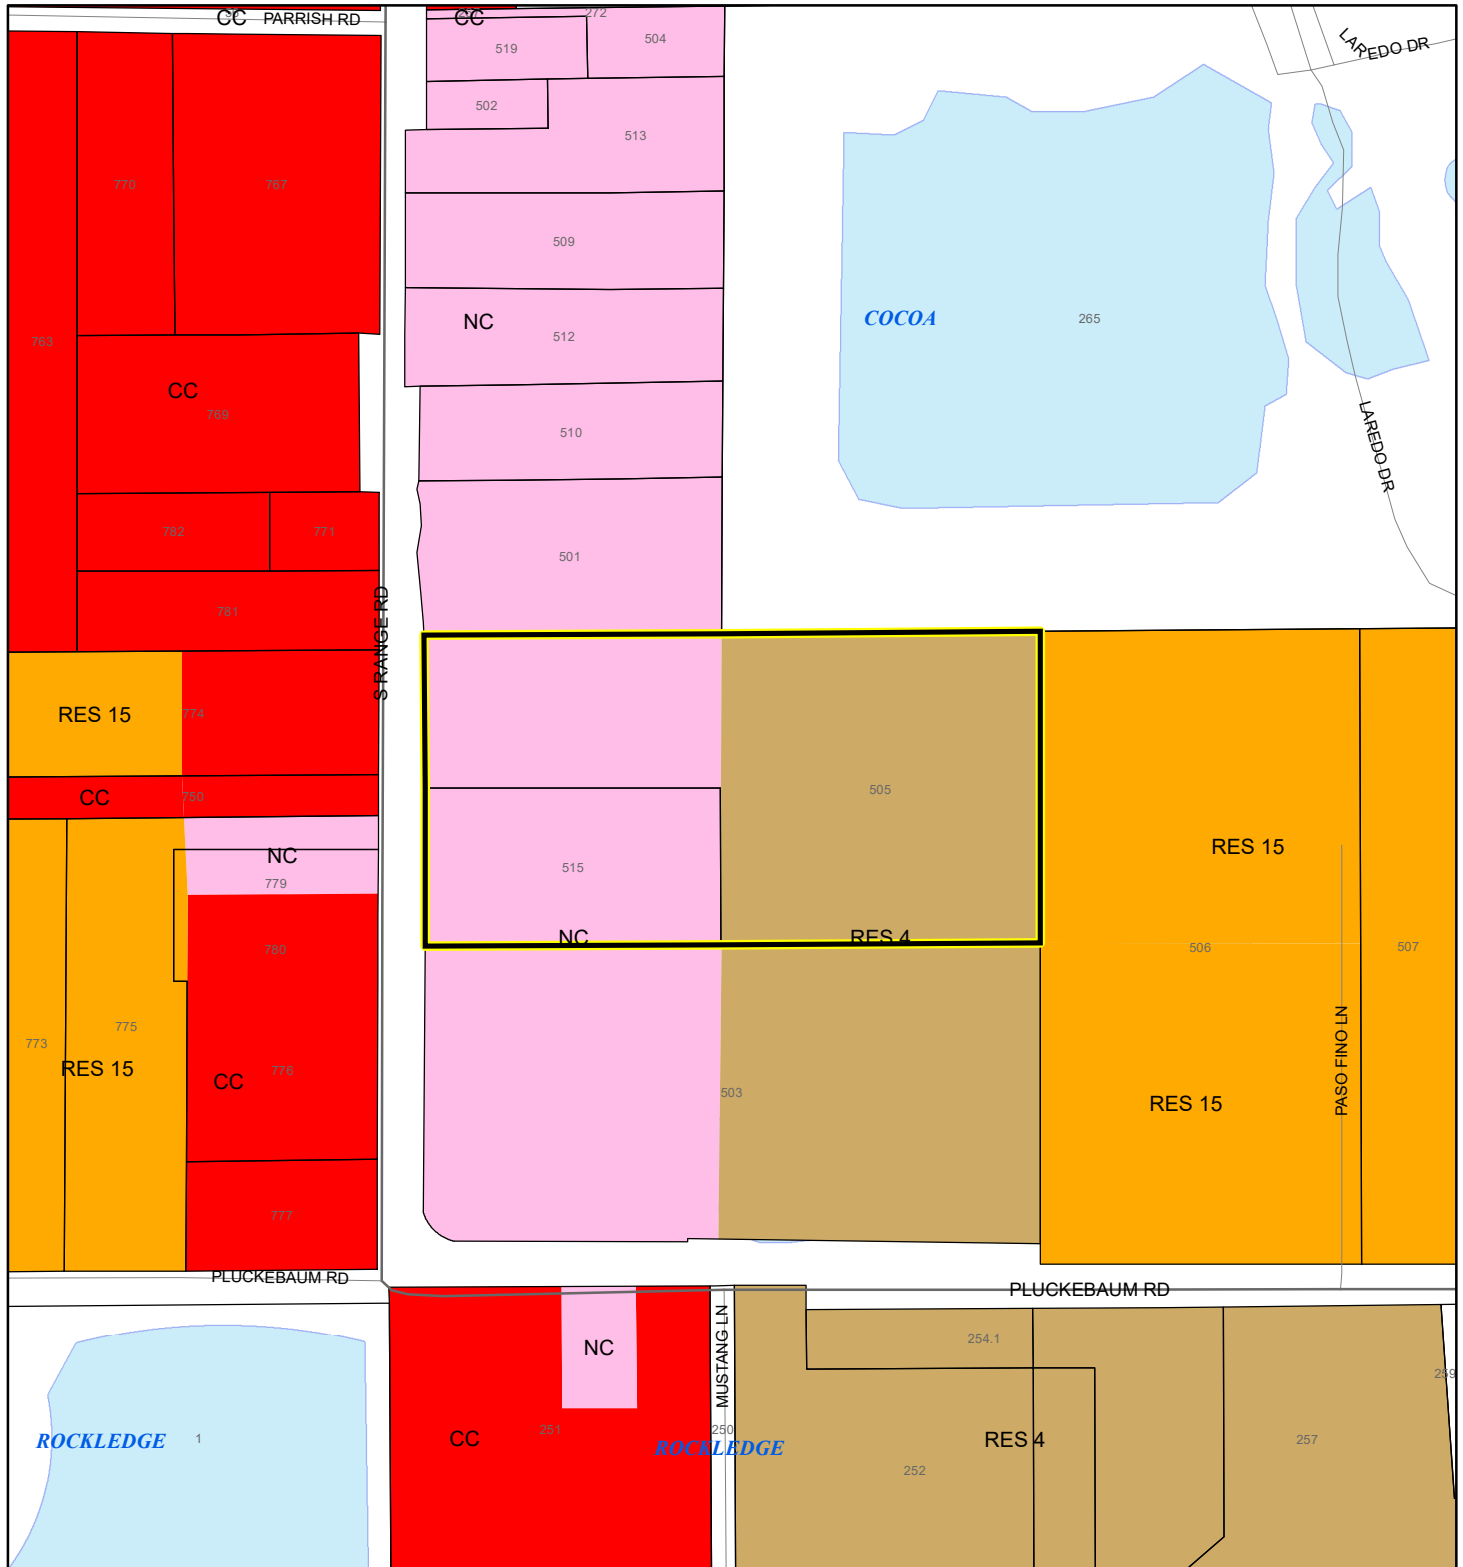 CC
PARRISH RD
CC
272
LAREDO DR
519
504
502
513
770
767
509
COCOA
265
NC
512
763
CC
769
510
LAREDO DR
782
771
501
781
S RANGE RD
RES 15
774
505
CC
750
NC
779
RES 15
515
NC
RES 4
780
506
507
775
773
RES 15
776
CC
503
RES 15
PASO FINO LN
777
PLUCKEBAUM RD
PLUCKEBAUM RD
MUSTANG LN
NC
254.1
259
ROCKLEDGE
1
CC
251
250
ROCKLEDGE
RES 4
257
252